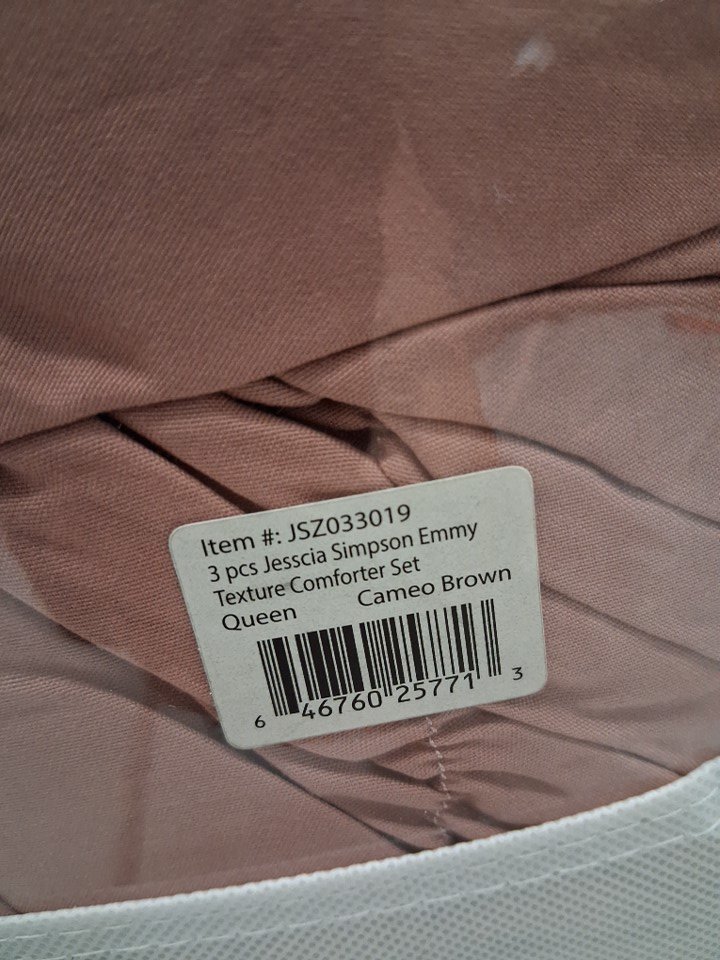 Item #: JSZ033019
3 pcs Jesscia Simpson Emmy
Texture Comforter Set
Queen Cameo Brown
6 46760 25771 3